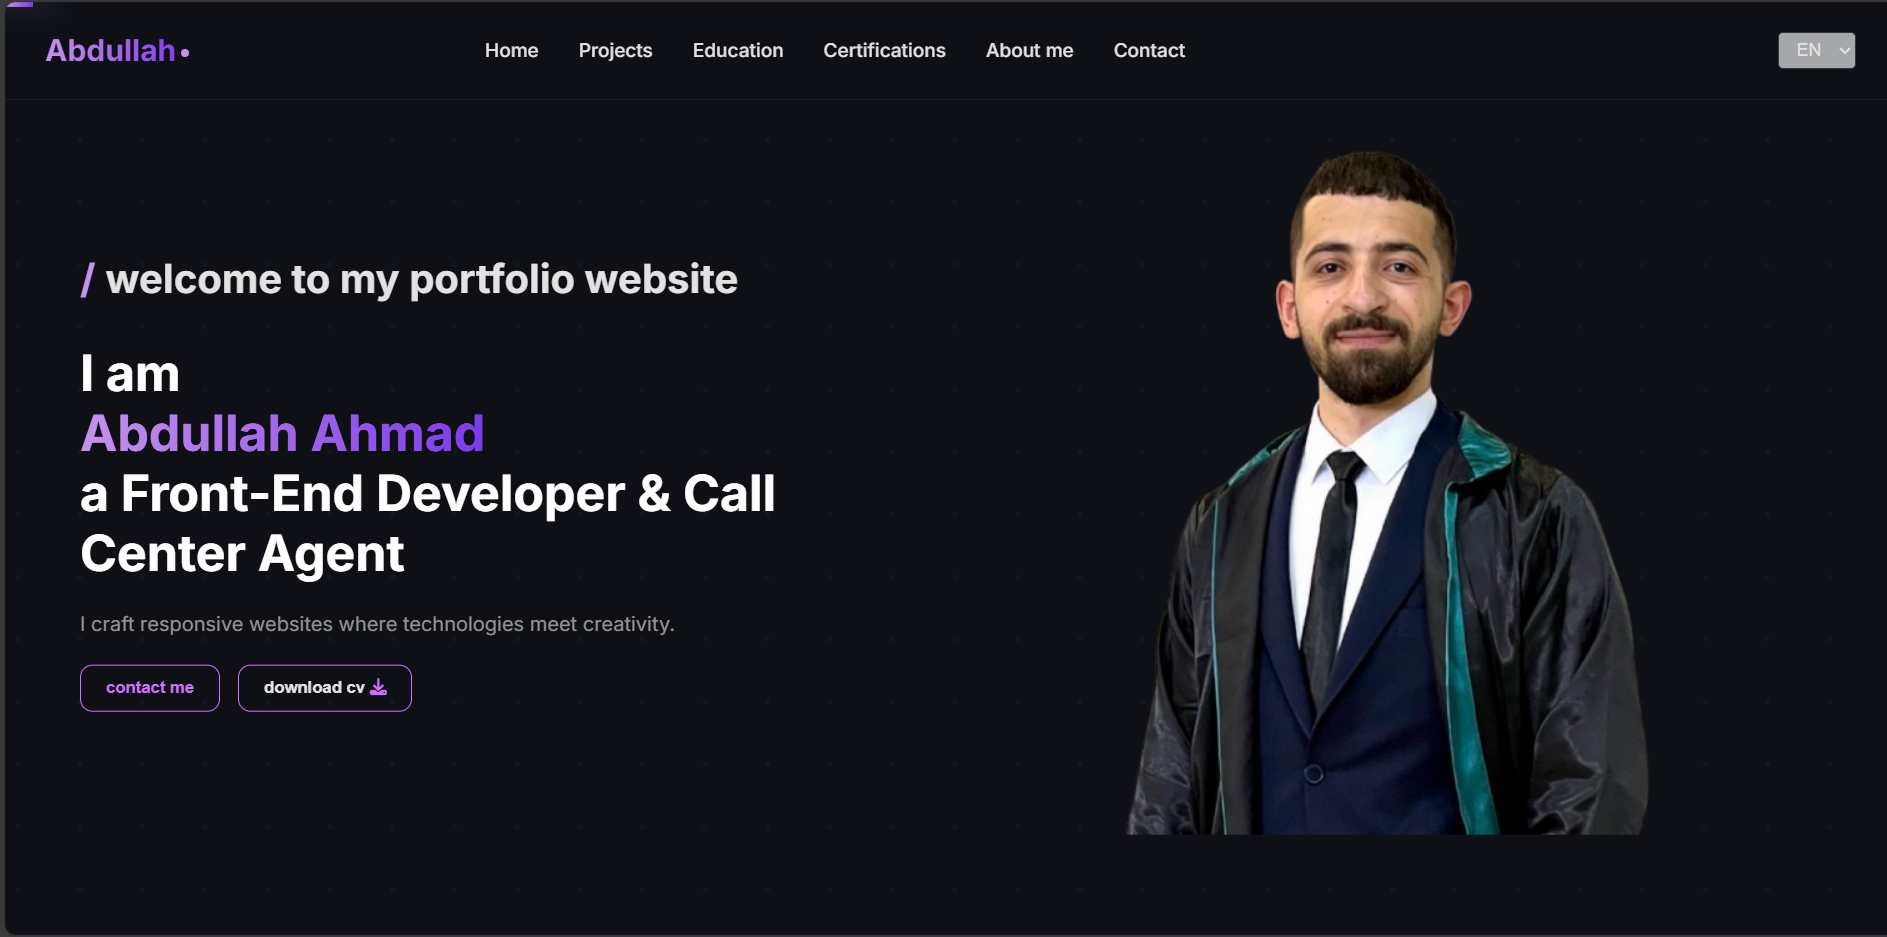 Abdullah
Home Projects Education Certifications About me Contact
EN
/ welcome to my portfolio website
I am
Abdullah Ahmad
a Front-End Developer & Call
Center Agent
I craft responsive websites where technologies meet creativity.
contact me download cv